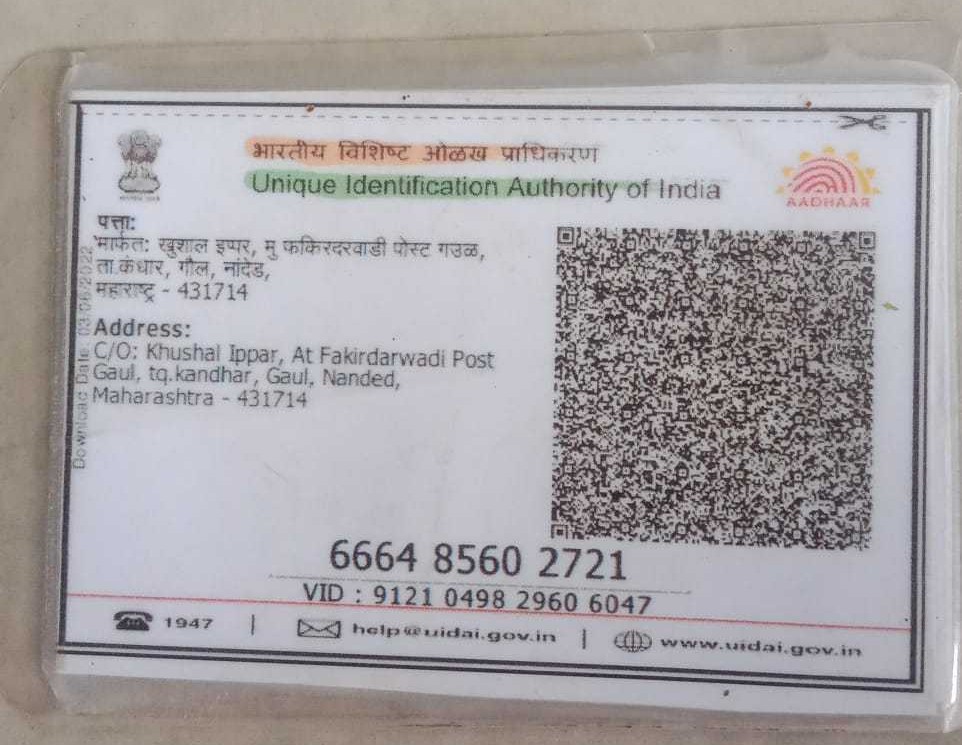 भारतीय विशिष्ट ओळख प्राधिकरण
Unique Identification Authority of India
AADHAAR
पत्ता:
मार्फत: खुशाल इप्पर, मु फकिरदरवाडी पोस्ट गउळ,
ता.कंधार, गौल, नांदेड,
महाराष्ट्र - 431714
Address:
C/O: Khushal Ippar, At Fakirdarwadi Post
Gaul, tq.kandhar, Gaul, Nanded,
Maharashtra - 431714
Download Date: 03/06/2022
6664 8560 2721
VID : 9121 0498 2960 6047
1947 | help@uidai.gov.in | www.uidai.gov.in